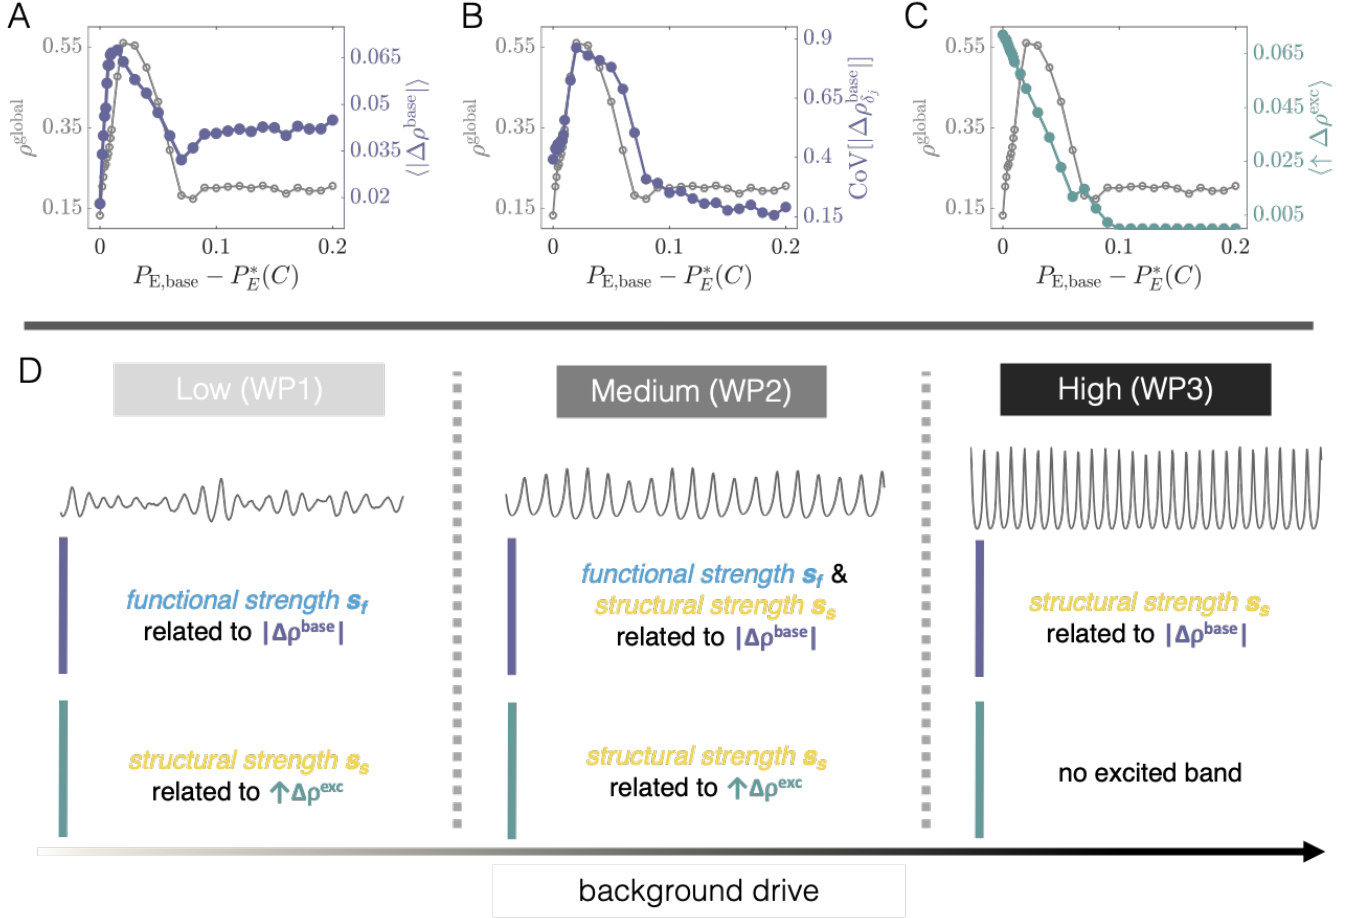 A
B
C
0.55
0.35
0.15
ρ^global
0.065
0.05
0.035
0.02
⟨|Δρ^base|⟩
0
0.1
0.2
P_E,base − P*_E(C)
0.55
0.35
0.15
ρ^global
0.9
0.65
0.4
0.15
CoV[|Δρ^base_δj|]
0
0.1
0.2
P_E,base − P*_E(C)
0.55
0.35
0.15
ρ^global
0.065
0.045
0.025
0.005
⟨↑ Δρ^exc⟩
0
0.1
0.2
P_E,base − P*_E(C)
D
Low (WP1)
Medium (WP2)
High (WP3)
functional strength s_f
related to |Δρ^base|
functional strength s_f &
structural strength s_s
related to |Δρ^base|
structural strength s_s
related to |Δρ^base|
structural strength s_s
related to ↑Δρ^exc
structural strength s_s
related to ↑Δρ^exc
no excited band
background drive